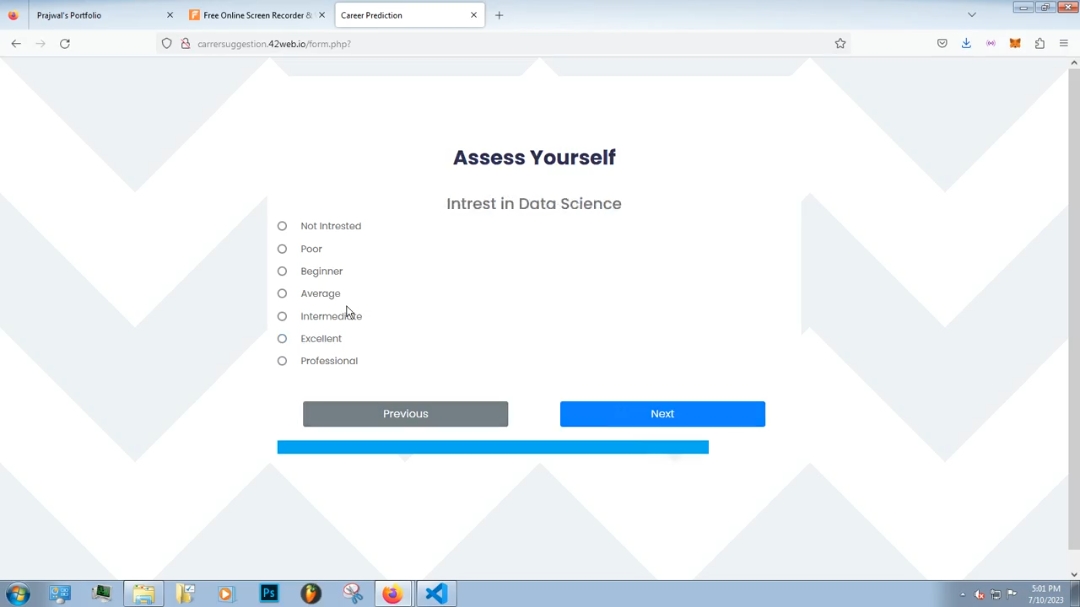 Prajwal's Portfolio
Free Online Screen Recorder &
Career Prediction
carrersuggestion.42web.io/form.php?
Assess Yourself
Intrest in Data Science
Not Intrested
Poor
Beginner
Average
Intermediate
Excellent
Professional
Previous
Next
Ps
5:01 PM
7/10/2023